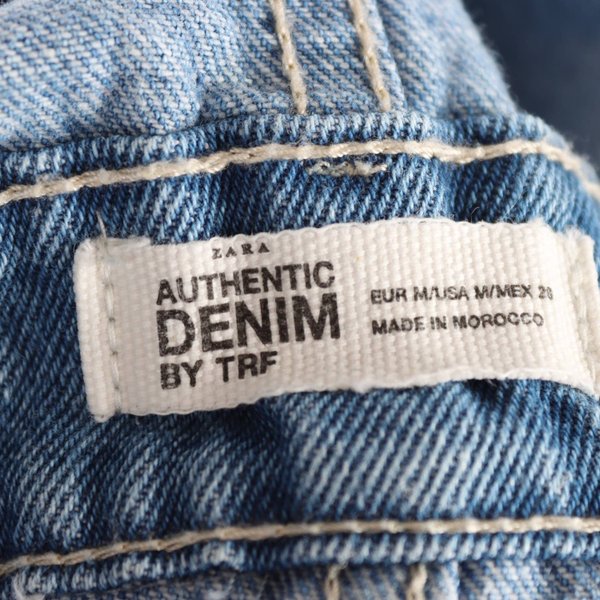 ZARA
AUTHENTIC
DENIM
BY TRF
EUR M/USA M/MEX 28
MADE IN MOROCCO